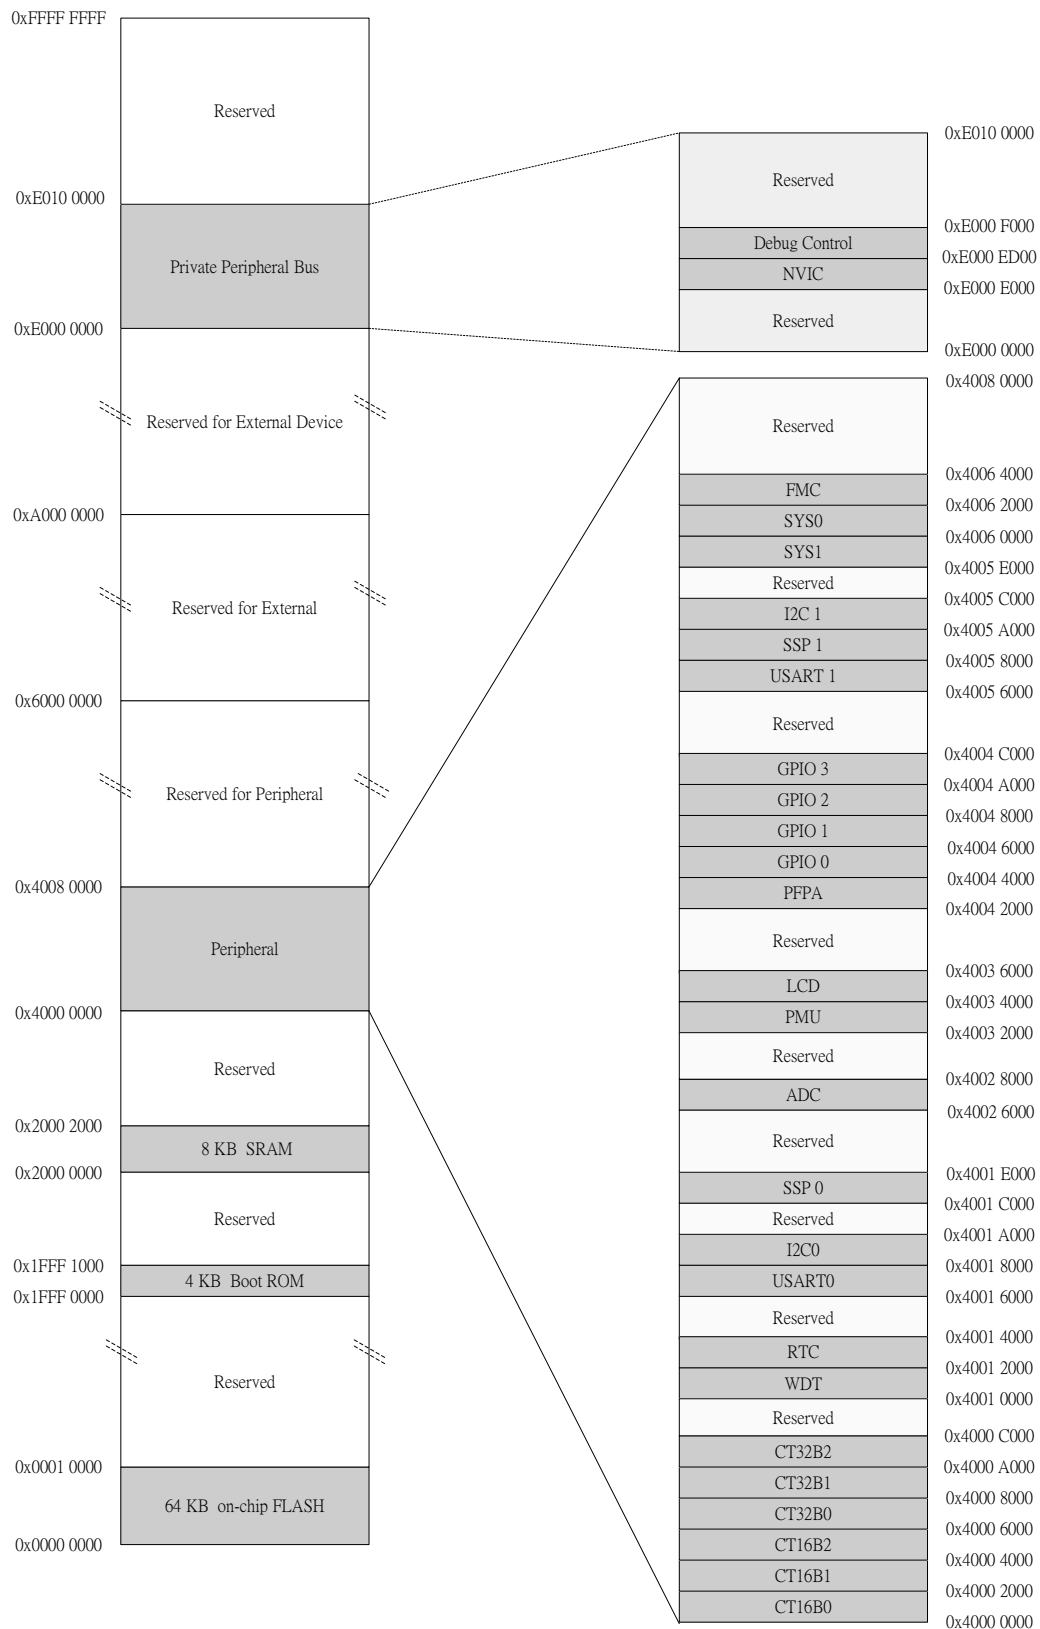 0xFFFF FFFF
Reserved
0xE010 0000
Private Peripheral Bus
0xE000 0000
Reserved for External Device
0xA000 0000
Reserved for External
0x6000 0000
Reserved for Peripheral
0x4008 0000
Peripheral
0x4000 0000
Reserved
0x2000 2000
8 KB SRAM
0x2000 0000
Reserved
0x1FFF 1000
4 KB Boot ROM
0x1FFF 0000
Reserved
0x0001 0000
64 KB on-chip FLASH
0x0000 0000
0xE010 0000
Reserved
0xE000 F000
Debug Control
0xE000 ED00
NVIC
0xE000 E000
Reserved
0xE000 0000
0x4008 0000
Reserved
0x4006 4000
FMC
0x4006 2000
SYS0
0x4006 0000
SYS1
0x4005 E000
Reserved
0x4005 C000
I2C 1
0x4005 A000
SSP 1
0x4005 8000
USART 1
0x4005 6000
Reserved
0x4004 C000
GPIO 3
0x4004 A000
GPIO 2
0x4004 8000
GPIO 1
0x4004 6000
GPIO 0
0x4004 4000
PFPA
0x4004 2000
Reserved
0x4003 6000
LCD
0x4003 4000
PMU
0x4003 2000
Reserved
0x4002 8000
ADC
0x4002 6000
Reserved
0x4001 E000
SSP 0
0x4001 C000
Reserved
0x4001 A000
I2C0
0x4001 8000
USART0
0x4001 6000
Reserved
0x4001 4000
RTC
0x4001 2000
WDT
0x4001 0000
Reserved
0x4000 C000
CT32B2
0x4000 A000
CT32B1
0x4000 8000
CT32B0
0x4000 6000
CT16B2
0x4000 4000
CT16B1
0x4000 2000
CT16B0
0x4000 0000